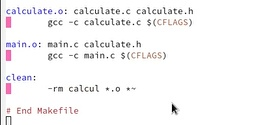 calculate.o: calculate.c calculate.h
gcc -c calculate.c $(CFLAGS)
main.o: main.c calculate.h
gcc -c main.c $(CFLAGS)
clean:
-rm calcul *.o *~
# End Makefile